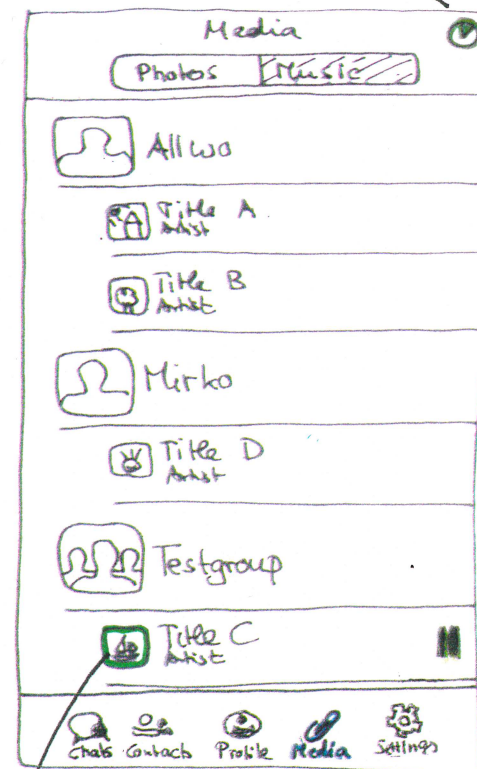 Media
Photos Music
Allwo
Title A
Artist
Title B
Artist
Mirko
Title D
Artist
Testgroup
Title C
Artist
Chats Contacts Profile Media Settings